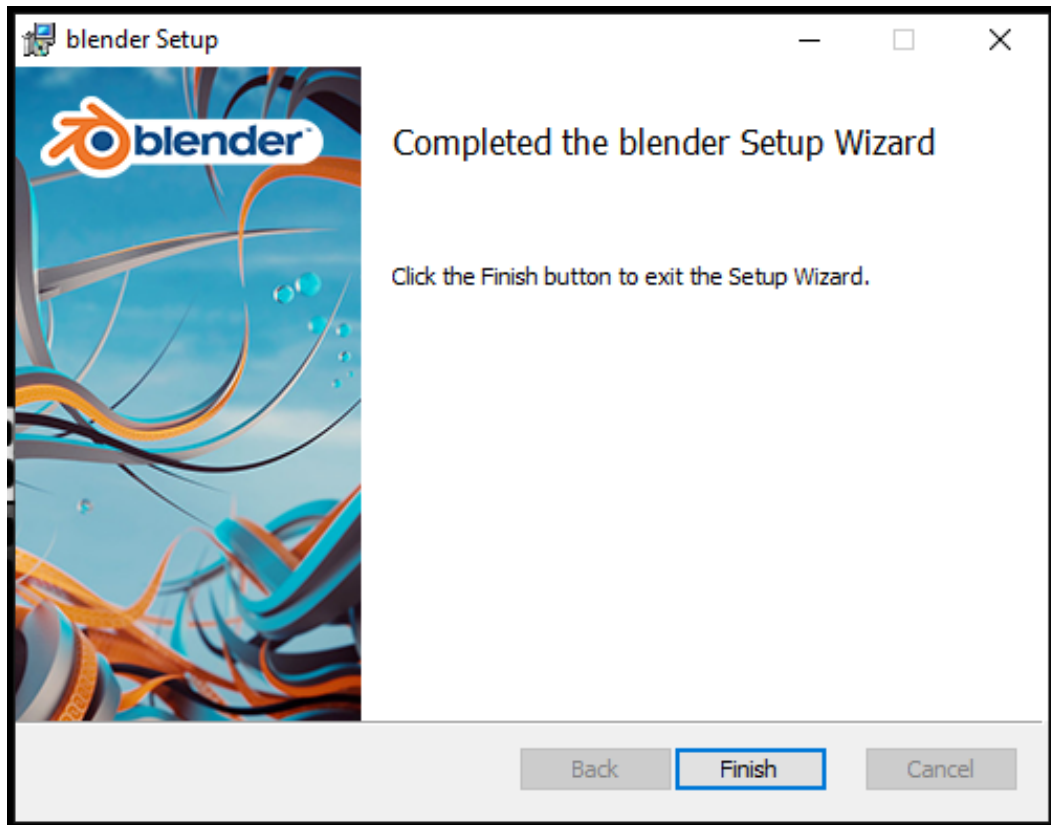 blender Setup
blender
Completed the blender Setup Wizard
Click the Finish button to exit the Setup Wizard.
Back
Finish
Cancel